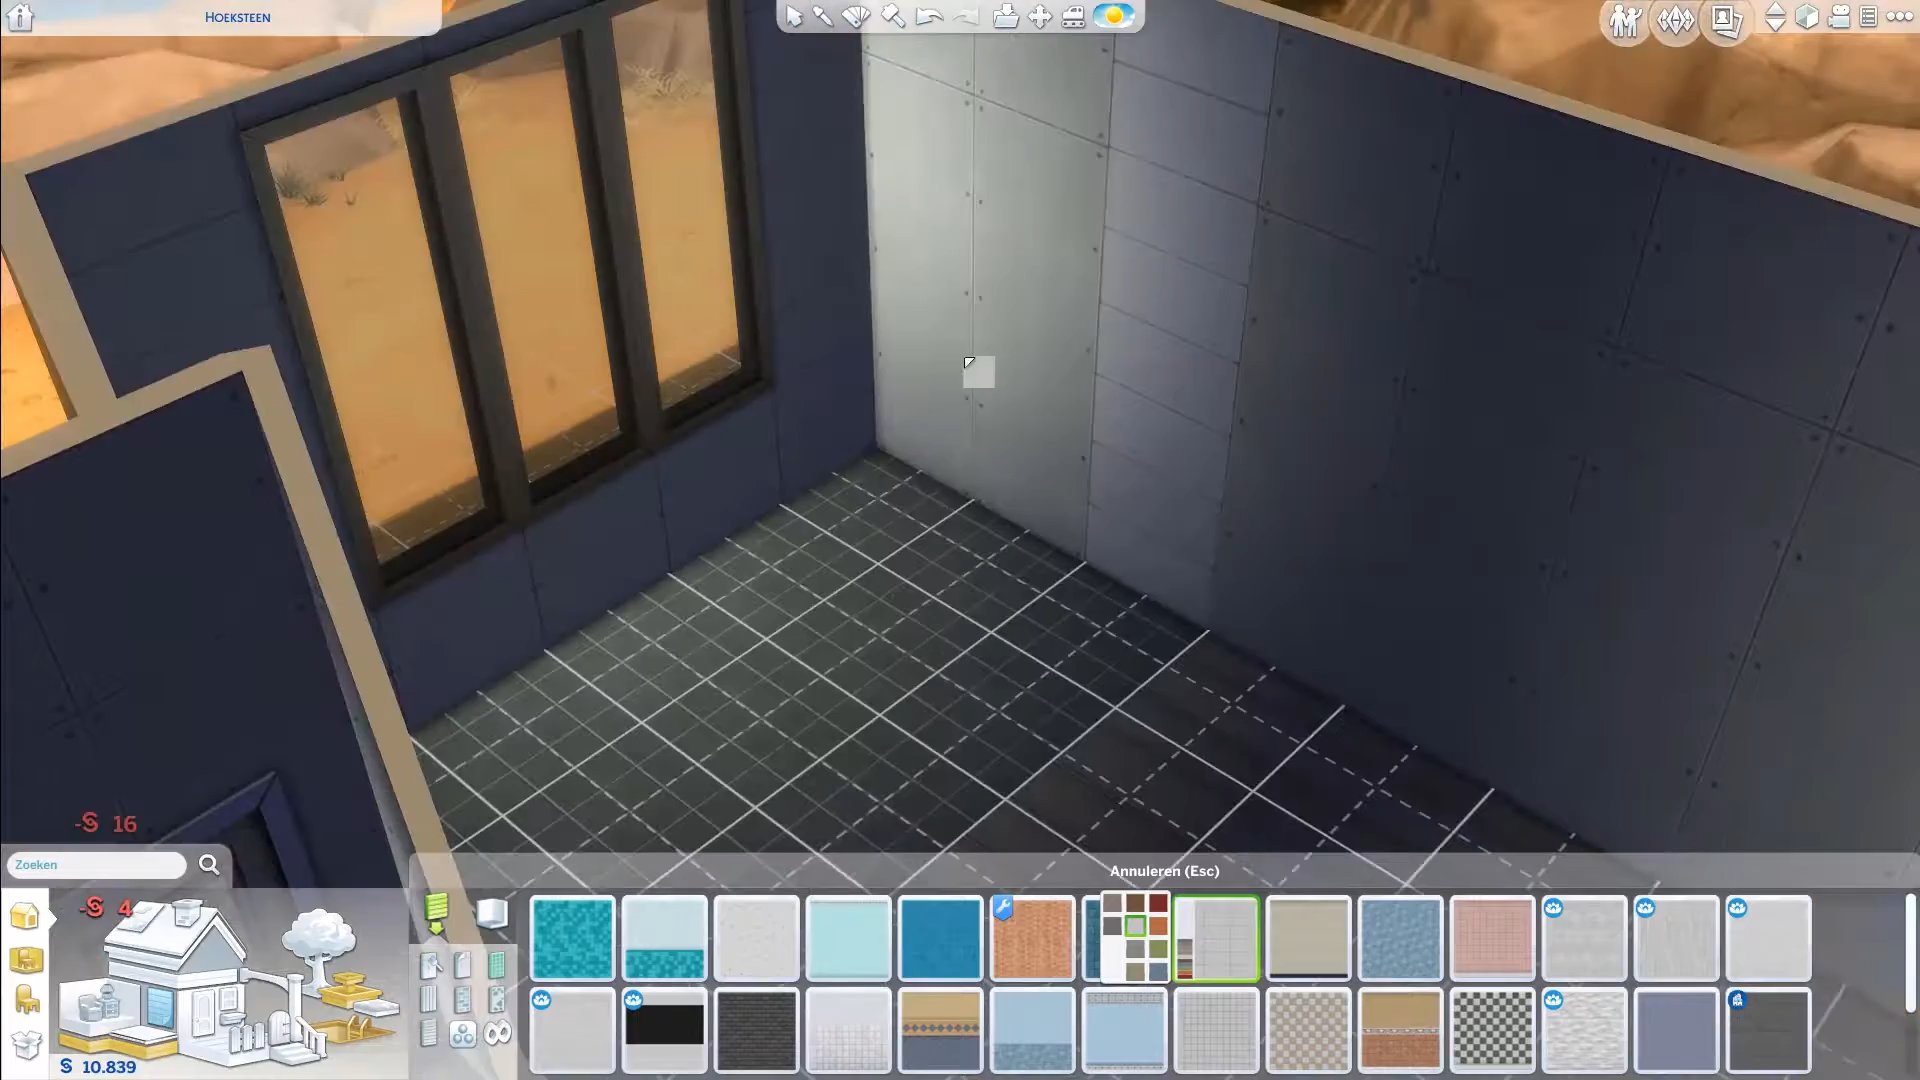 Hoeksteen
-§ 16
Zoeken
-§ 4
Annuleren (Esc)
§ 10.839